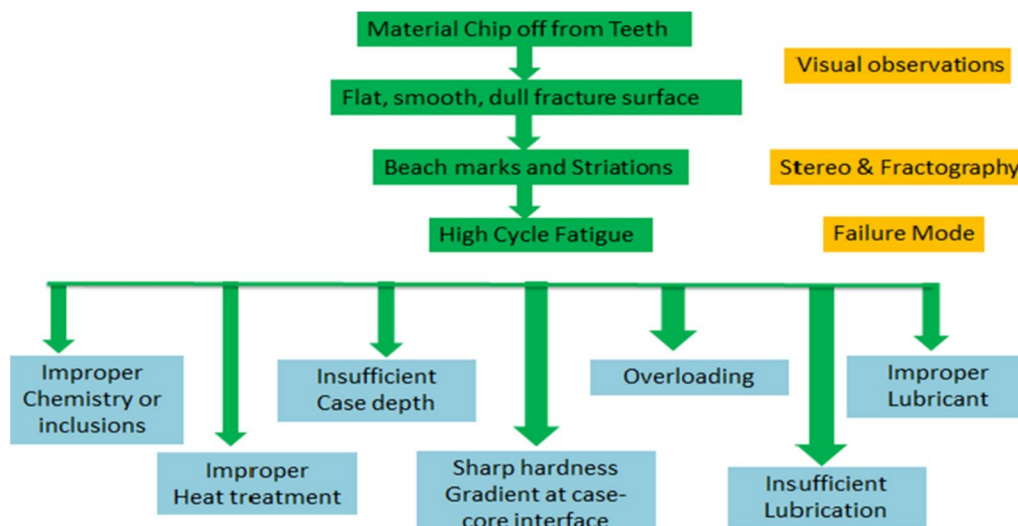 Material Chip off from Teeth
Visual observations
Flat, smooth, dull fracture surface
Beach marks and Striations
Stereo & Fractography
High Cycle Fatigue
Failure Mode
Improper
Chemistry or
inclusions
Insufficient
Case depth
Overloading
Improper
Lubricant
Improper
Heat treatment
Sharp hardness
Gradient at case-
core interface
Insufficient
Lubrication